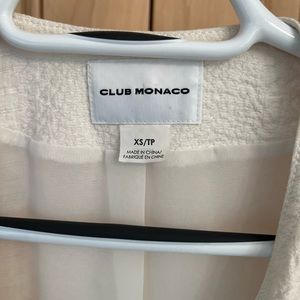 CLUB MONACO
XS/TP
MADE IN CHINA/
FABRIQUÉ EN CHINE